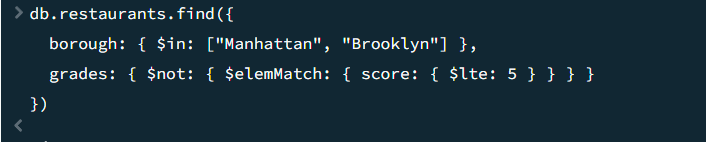 > db.restaurants.find({
borough: { $in: ["Manhattan", "Brooklyn"] },
grades: { $not: { $elemMatch: { score: { $lte: 5 } } } }
})
<